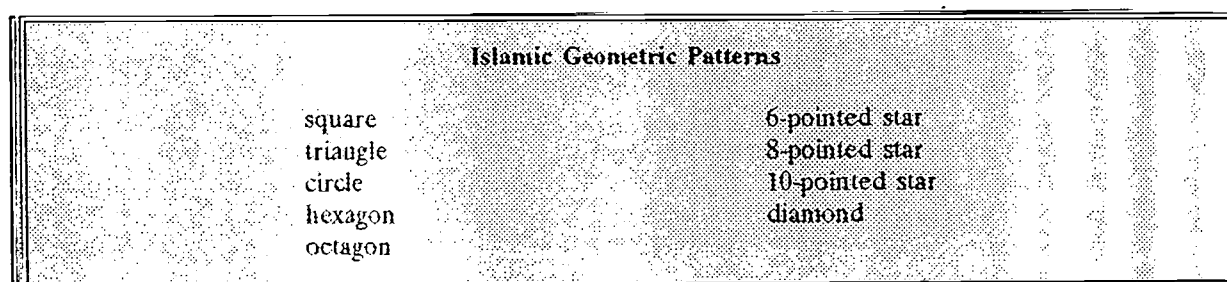 Islamic Geometric Patterns
square
triangle
circle
hexagon
octagon
6-pointed star
8-pointed star
10-pointed star
diamond